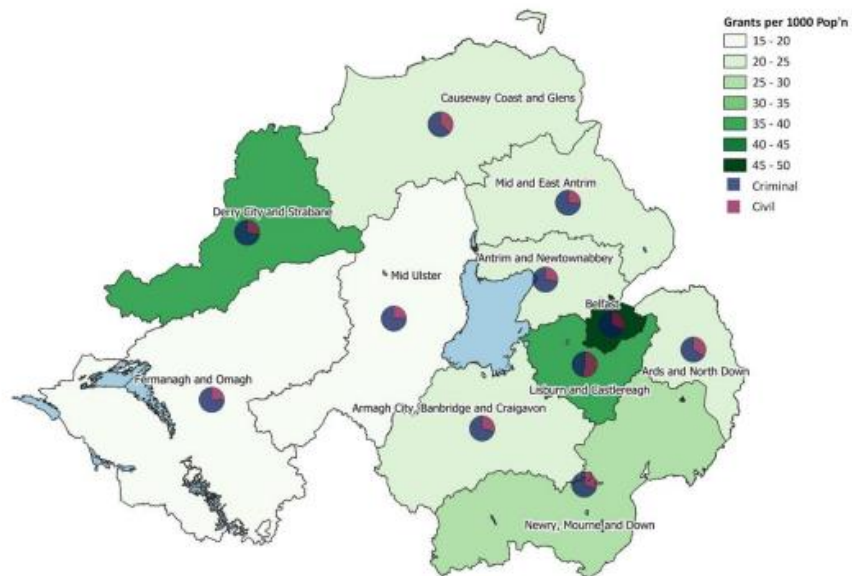 Grants per 1000 Pop'n
15 - 20
20 - 25
25 - 30
30 - 35
35 - 40
40 - 45
45 - 50
Criminal
Civil
Causeway Coast and Glens
Mid and East Antrim
Derry City and Strabane
Antrim and Newtownabbey
Mid Ulster
Belfast
Fermanagh and Omagh
Ards and North Down
Lisburn and Castlereagh
Armagh City, Banbridge and Craigavon
Newry, Mourne and Down